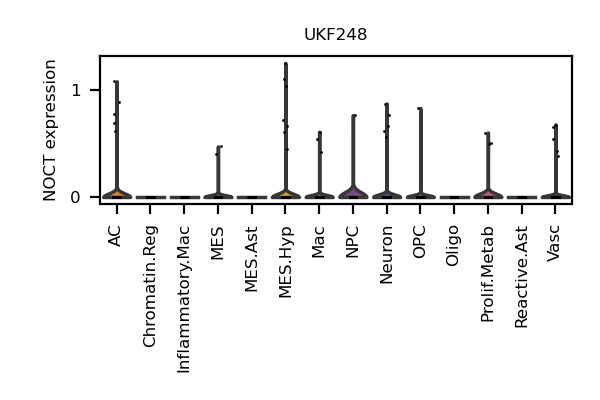 UKF248
NOCT expression
1
0
AC
Chromatin.Reg
Inflammatory.Mac
MES
MES.Ast
MES.Hyp
Mac
NPC
Neuron
OPC
Oligo
Prolif.Metab
Reactive.Ast
Vasc